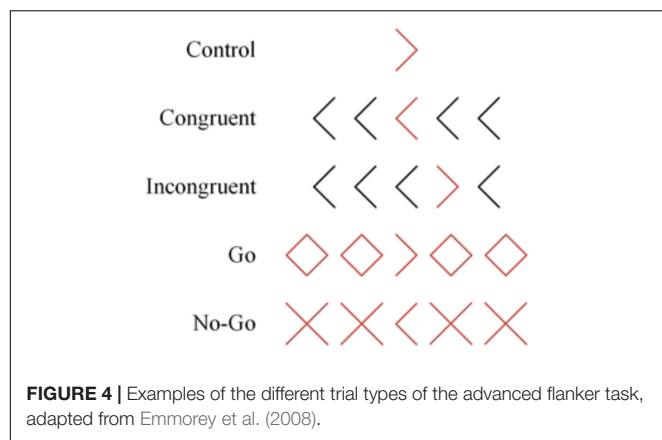 Control
Congruent
Incongruent
Go
No-Go
FIGURE 4 | Examples of the different trial types of the advanced flanker task,
adapted from Emmorey et al. (2008).